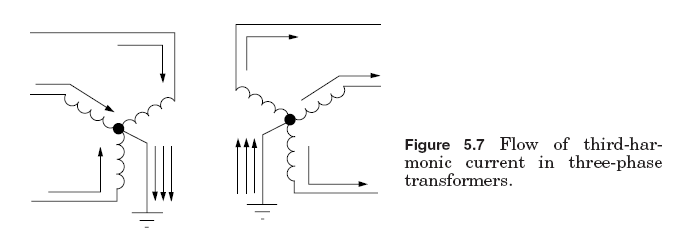 Figure 5.7 Flow of third-har-
monic current in three-phase
transformers.